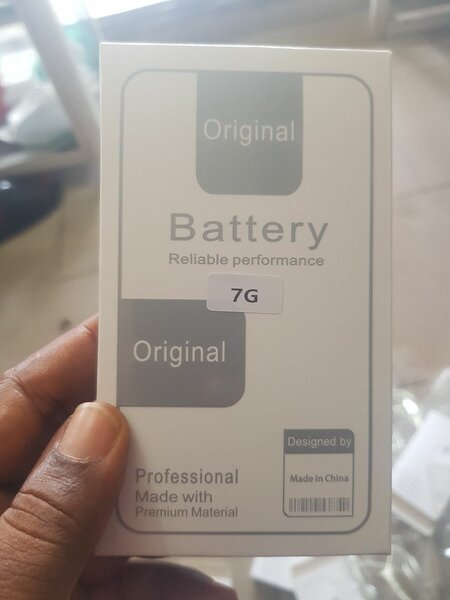 Original
Battery
Reliable performance
7G
Original
Designed by
Made in China
Professional
Made with
Premium Material